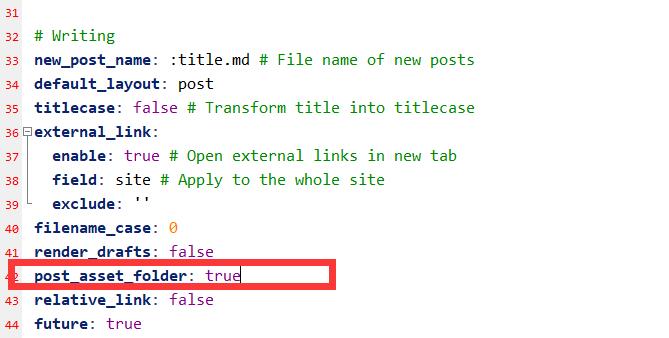 31
32 # Writing
33 new_post_name: :title.md # File name of new posts
34 default_layout: post
35 titlecase: false # Transform title into titlecase
36 external_link:
37 enable: true # Open external links in new tab
38 field: site # Apply to the whole site
39 exclude: ''
40 filename_case: 0
41 render_drafts: false
42 post_asset_folder: true
43 relative_link: false
44 future: true